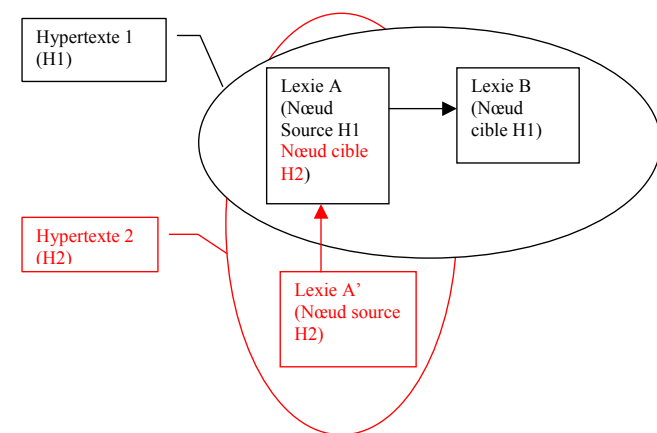 Hypertexte 1
(H1)
Lexie A
(Nœud
Source H1
Nœud cible
H2)
Lexie B
(Nœud
cible H1)
Hypertexte 2
(H2)
Lexie A’
(Nœud source
H2)